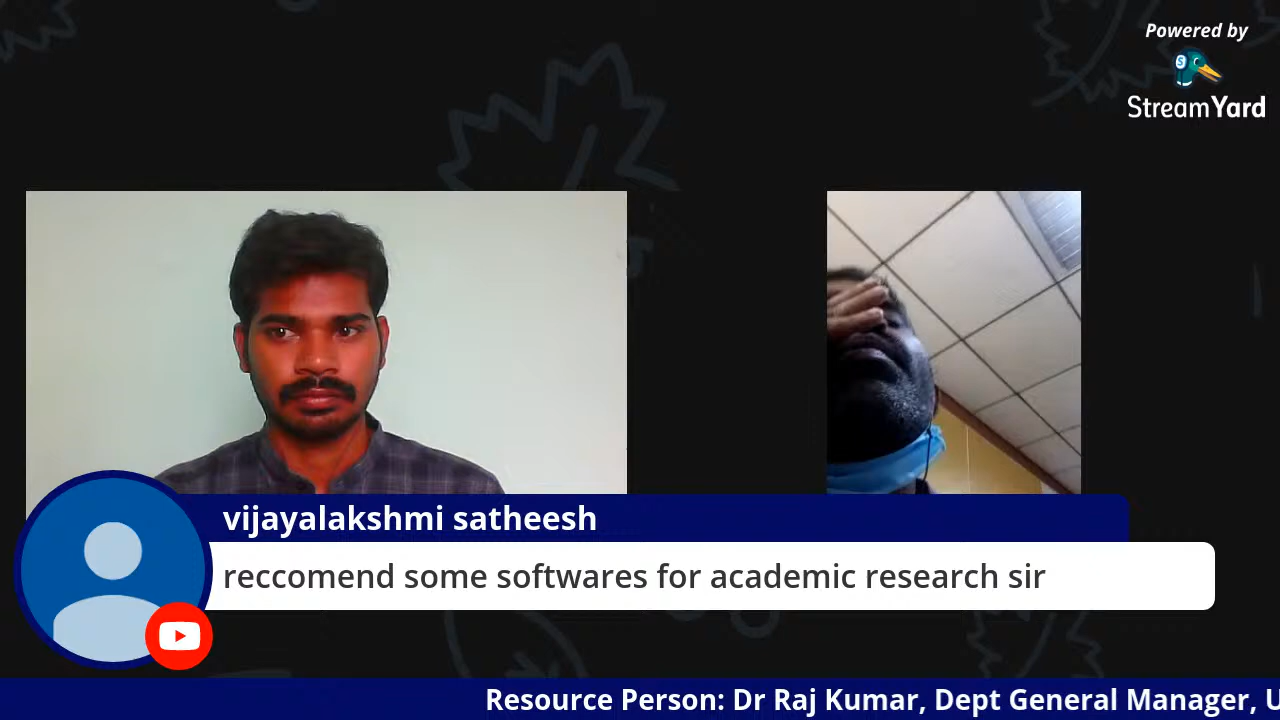 Powered by
StreamYard
vijayalakshmi satheesh
reccomend some softwares for academic research sir
Resource Person: Dr Raj Kumar, Dept General Manager, U